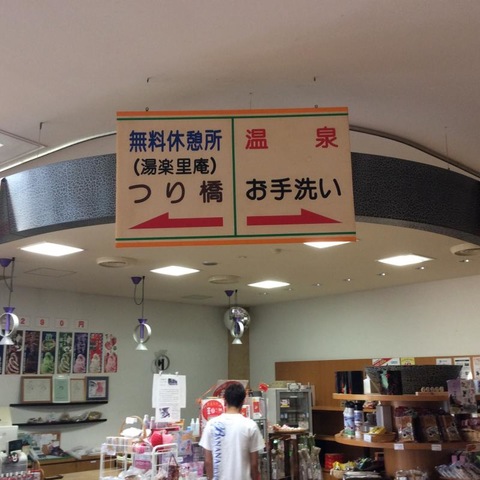 無料休憩所
(湯楽里庵)
つり橋
温泉
お手洗い